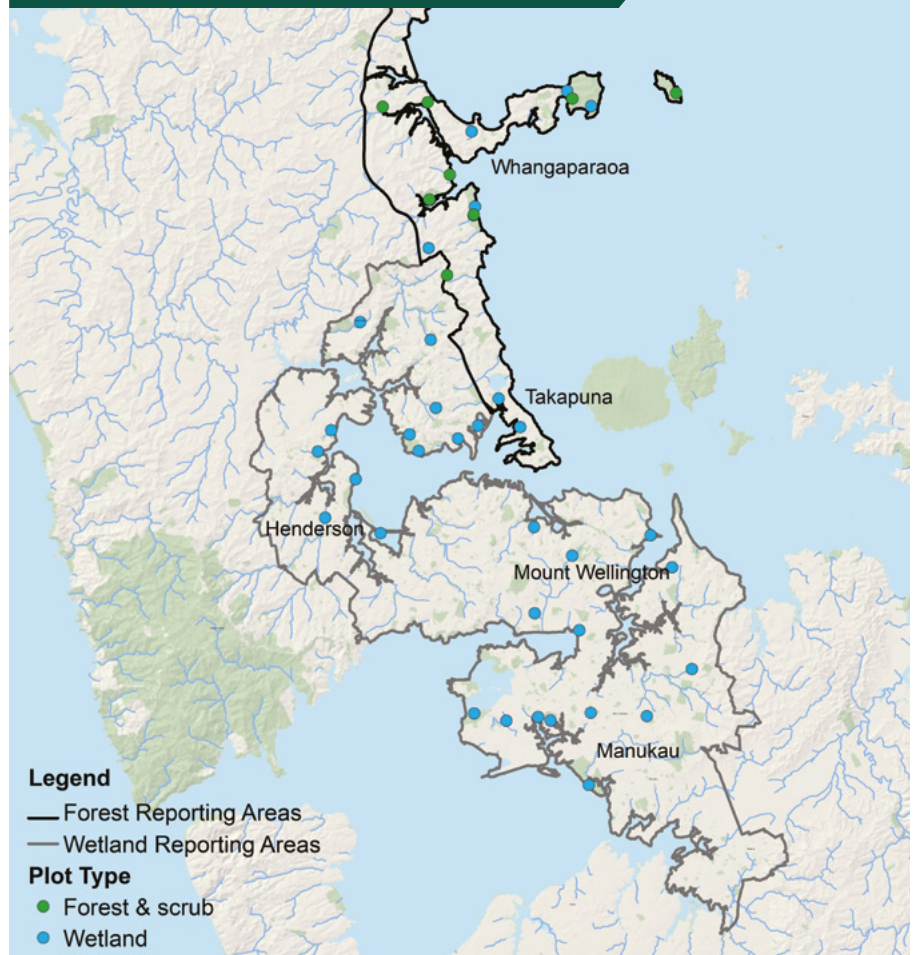 Whangaparaoa
Takapuna
Henderson
Mount Wellington
Manukau
Legend
Forest Reporting Areas
Wetland Reporting Areas
Plot Type
Forest & scrub
Wetland